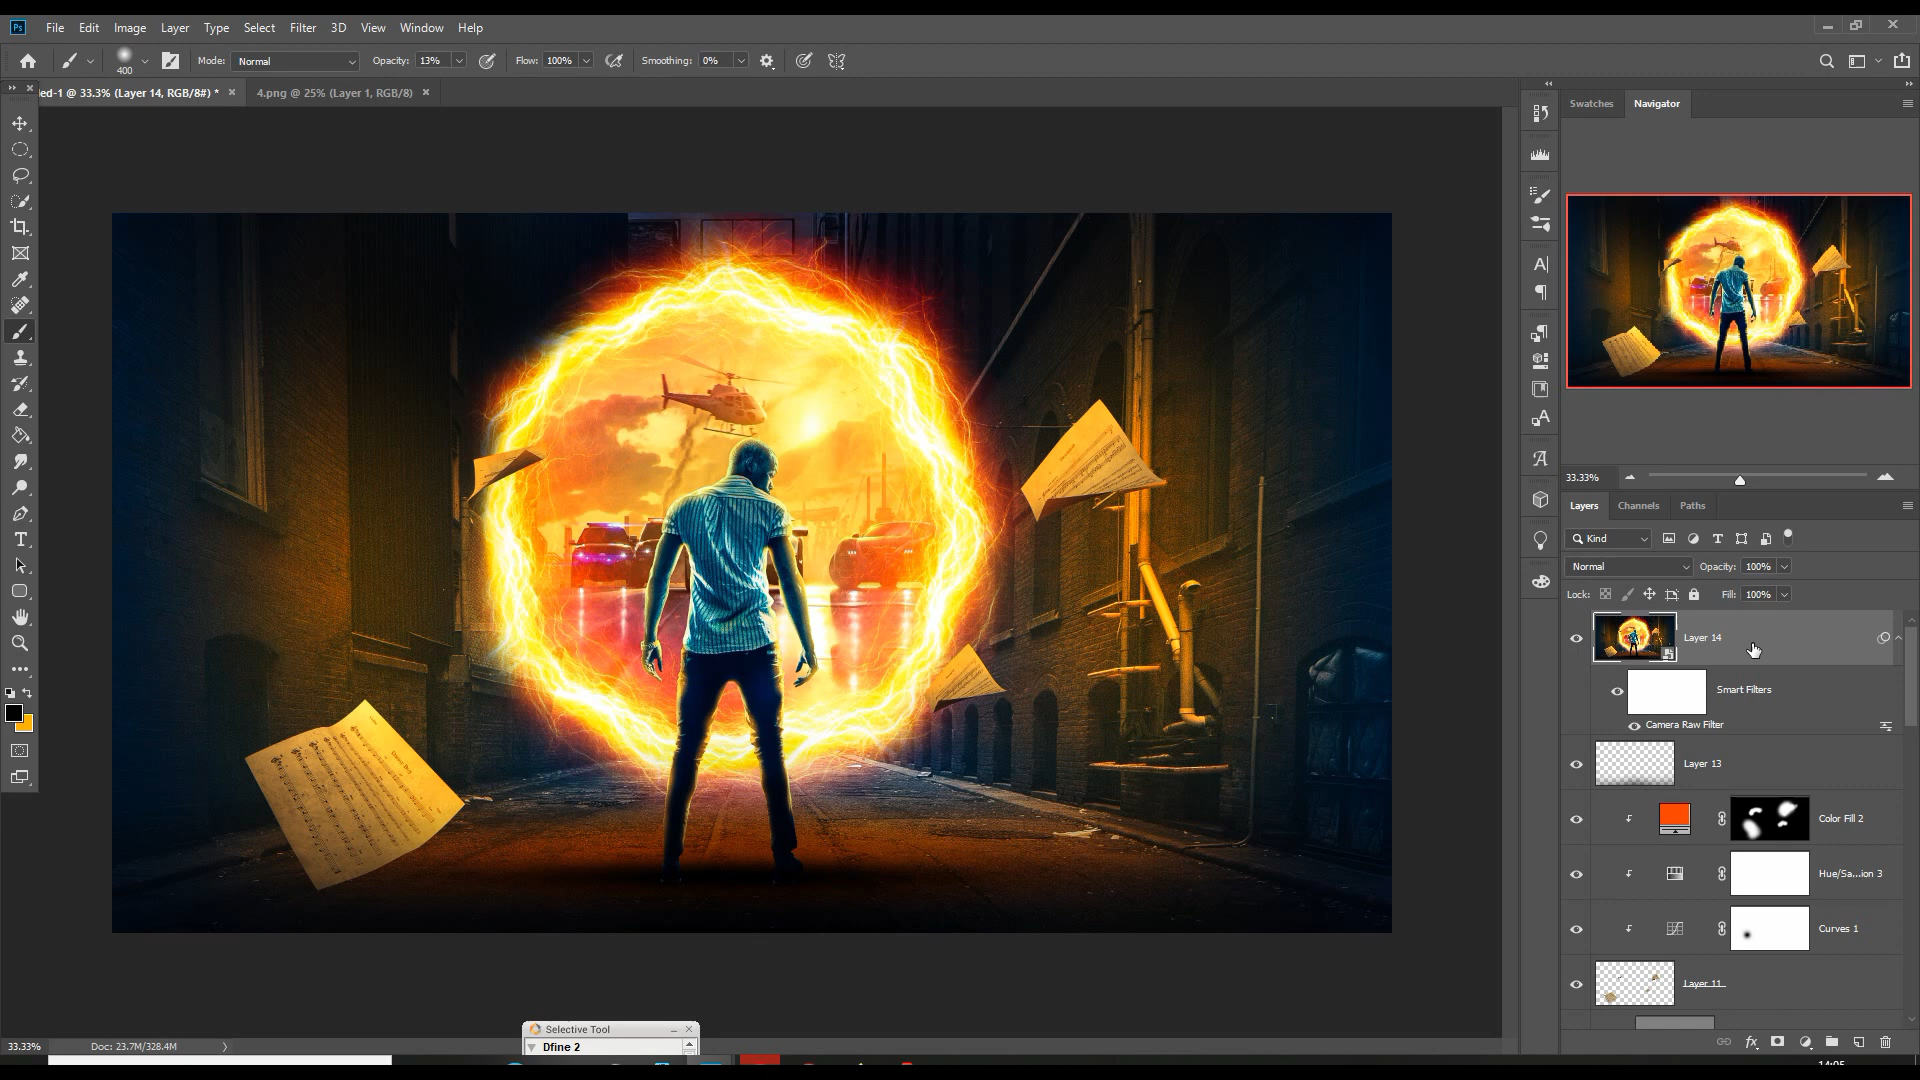 Ps File Edit Image Layer Type Select Filter 3D View Window Help
400 Mode: Normal Opacity: 13% Flow: 100% Smoothing: 0%
ed-1 @ 33.3% (Layer 14, RGB/8#) * × 4.png @ 25% (Layer 1, RGB/8) ×
Swatches Navigator
33.33%
Layers Channels Paths
Kind
Normal Opacity: 100%
Lock: Fill: 100%
Layer 14
Smart Filters
Camera Raw Filter
Layer 13
Color Fill 2
Hue/Sa...ion 3
Curves 1
Layer 11
33.33% Doc: 23.7M/328.4M
Selective Tool
Dfine 2